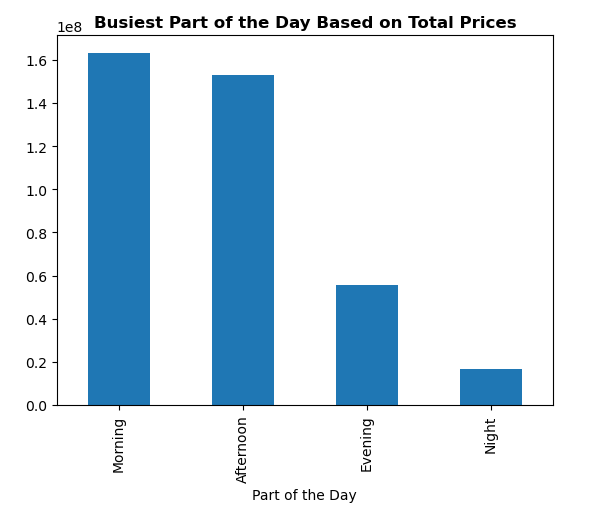 Busiest Part of the Day Based on Total Prices
1e8
1.6
1.4
1.2
1.0
0.8
0.6
0.4
0.2
0.0
Morning
Afternoon
Evening
Night
Part of the Day